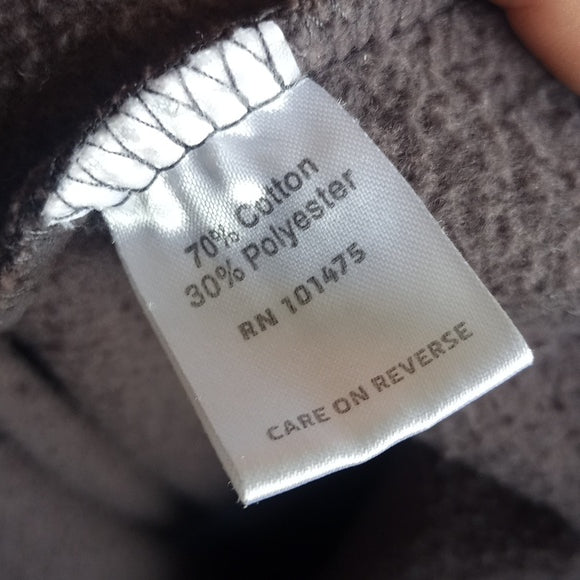 70% Cotton
30% Polyester
RN 101475
CARE ON REVERSE